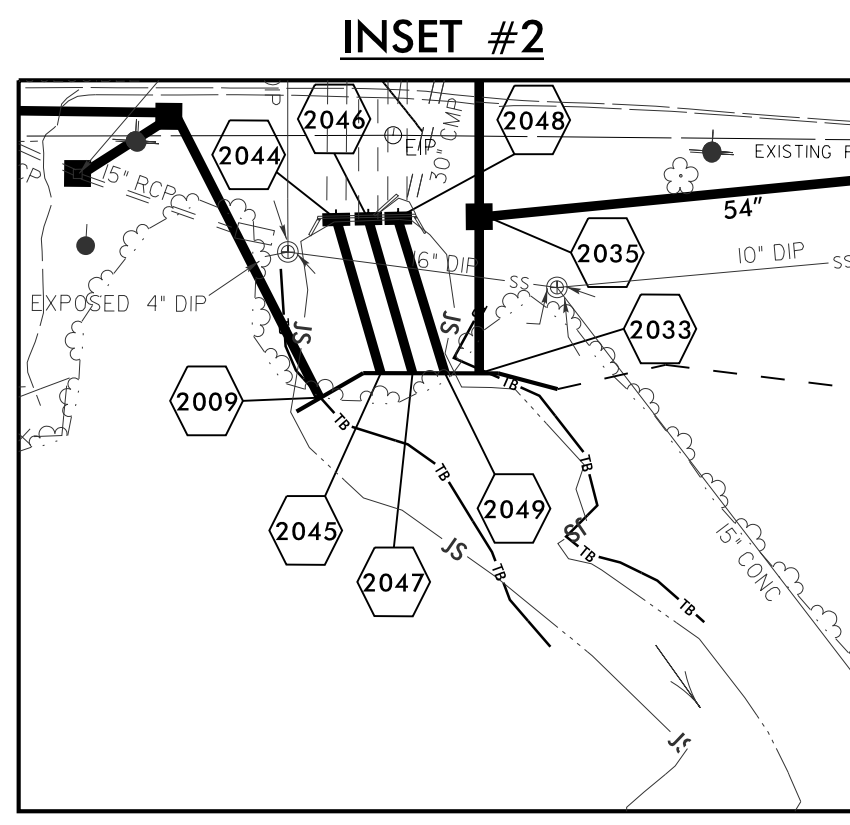 INSET #2
2046
2048
2044
E/P
30" CMP
EXISTING
15" RCP
54"
2035
16" DIP
10" DIP
SS
SS
EXPOSED 4" DIP
JS
JS
2033
2009
TB
TB
TB
TB
2045
2049
JS
JS
TB
15" CONC
2047
TB
TB
JS